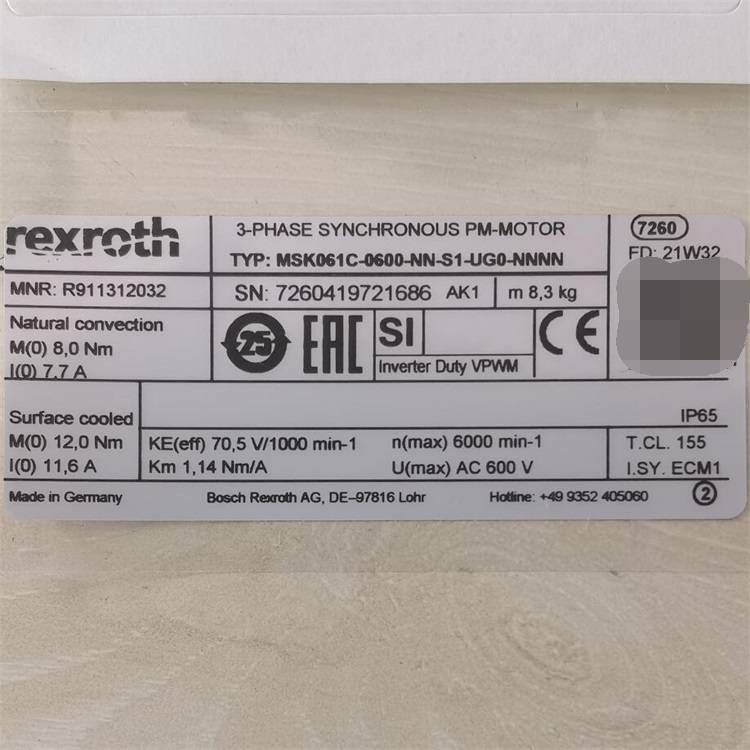 rexroth
3-PHASE SYNCHRONOUS PM-MOTOR
TYP: MSK061C-0600-NN-S1-UG0-NNNN
7260
FD: 21W32
MNR: R911312032
SN: 7260419721686 AK1
m 8,3 kg
Natural convection
M(0) 8,0 Nm
I(0) 7,7 A
25
EAC
SI
Inverter Duty VPWM
CE
Surface cooled
M(0) 12,0 Nm
I(0) 11,6 A
IP65
KE(eff) 70,5 V/1000 min-1
n(max) 6000 min-1
Km 1,14 Nm/A
U(max) AC 600 V
T.CL. 155
I.SY. ECM1
Made in Germany
Bosch Rexroth AG, DE-97816 Lohr
Hotline: +49 9352 405060
2